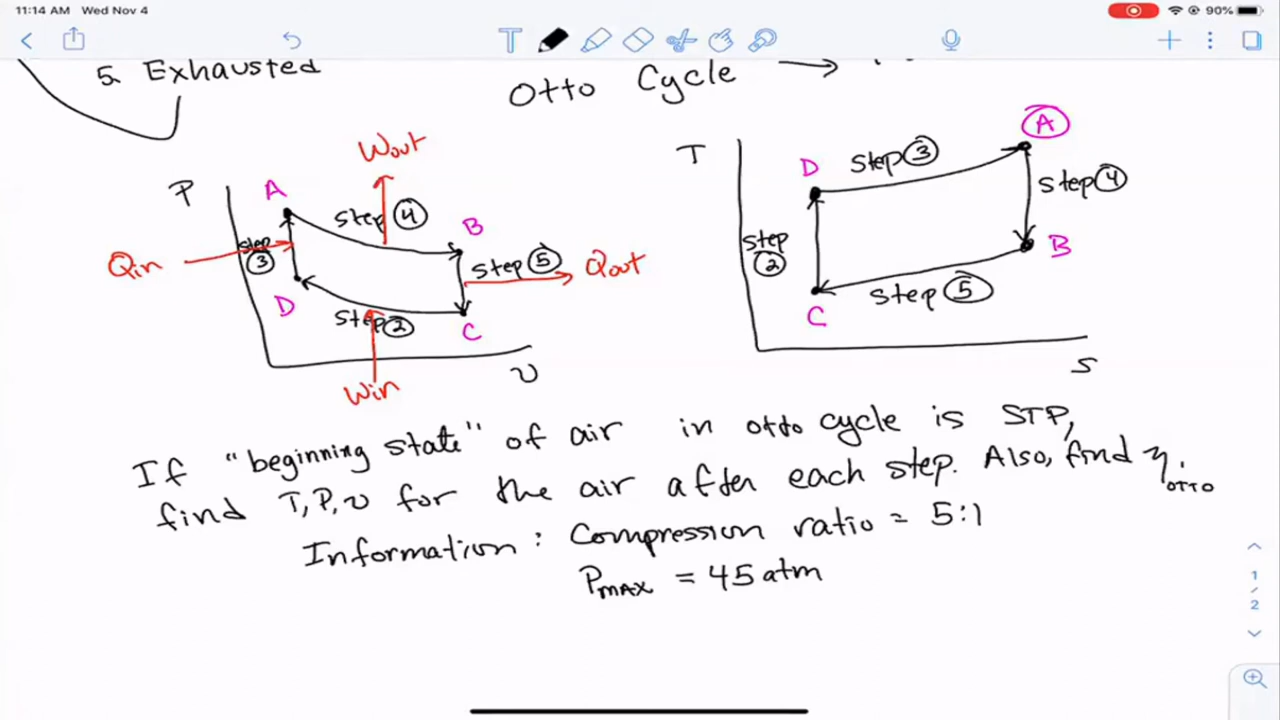 11:14 AM Wed Nov 4
90%
5. Exhausted
Otto Cycle
Wout
P
A
Step 4
B
Qin
step 3
Step 5
Qout
D
Step 2
C
Win
v
T
D
Step 3
A
Step 4
Step 2
B
Step 5
C
s
If "beginning state" of air in otto cycle is STP,
find T, P, v for the air after each step. Also, find η OTTO.
Information: Compression ratio = 5:1
PMAX = 45 atm
1
2